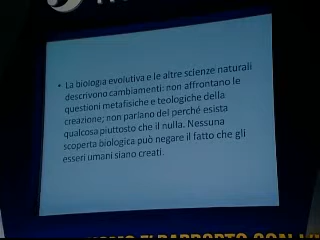 • La biologia evolutiva e le altre scienze naturali
descrivono cambiamenti: non affrontano le
questioni metafisiche e teologiche della
creazione; non parlano del perché esista
qualcosa piuttosto che il nulla. Nessuna
scoperta biologica può negare il fatto che gli
esseri umani siano creati.